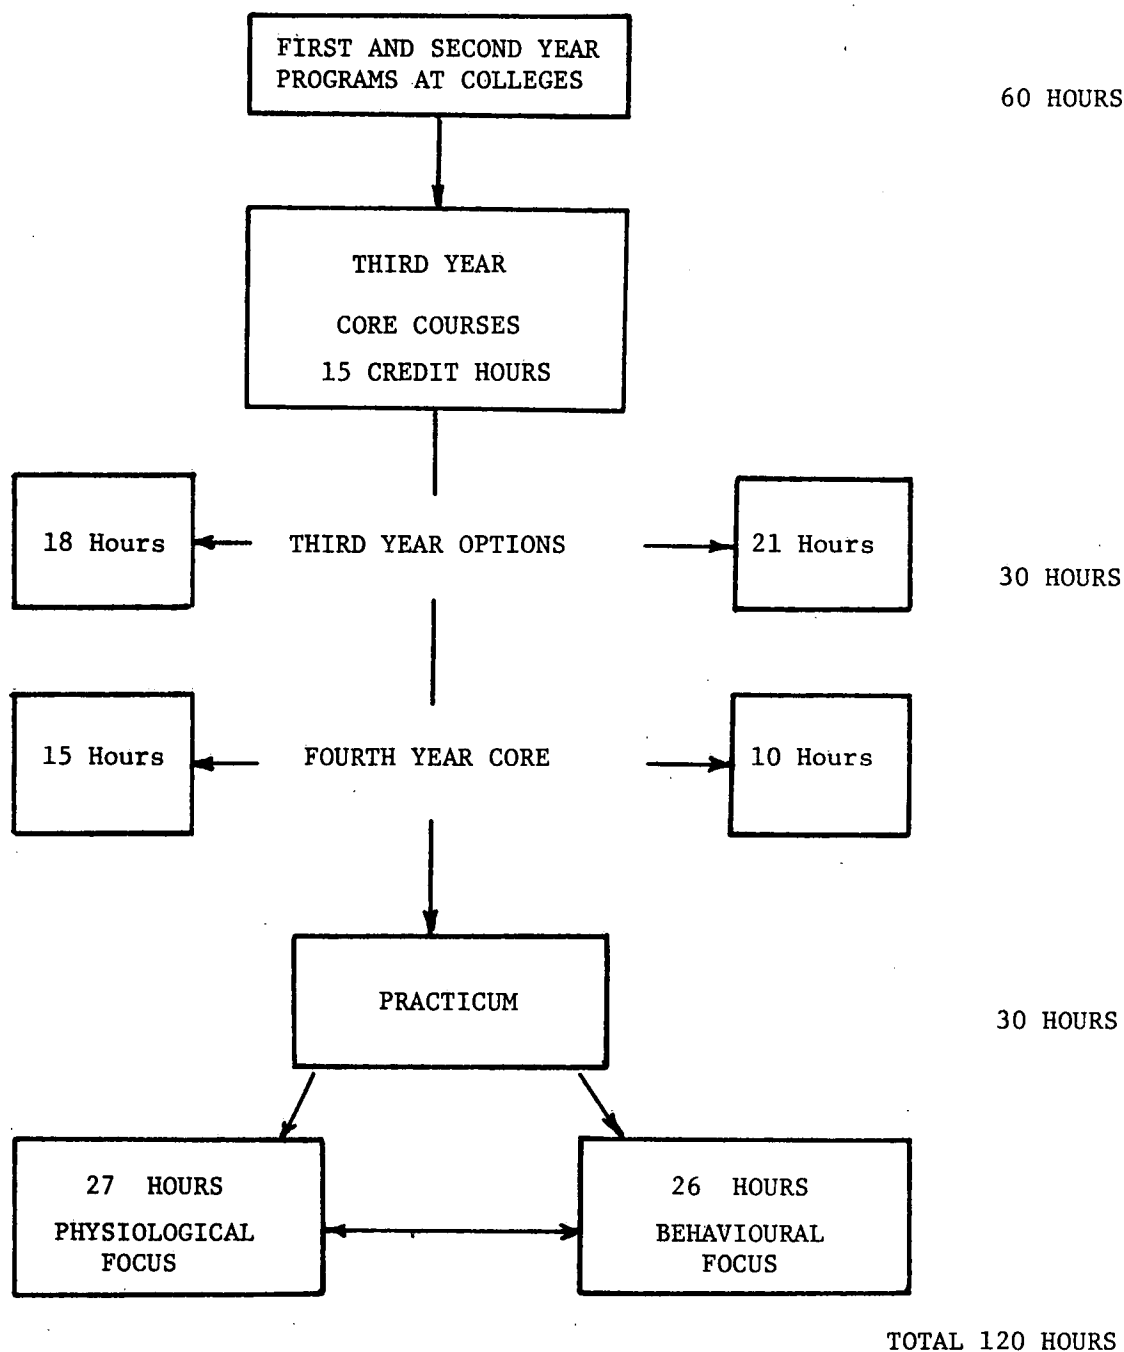 FIRST AND SECOND YEAR
PROGRAMS AT COLLEGES
60 HOURS
THIRD YEAR
CORE COURSES
15 CREDIT HOURS
18 Hours
THIRD YEAR OPTIONS
21 Hours
30 HOURS
15 Hours
FOURTH YEAR CORE
10 Hours
PRACTICUM
30 HOURS
27 HOURS
PHYSIOLOGICAL
FOCUS
26 HOURS
BEHAVIOURAL
FOCUS
TOTAL 120 HOURS